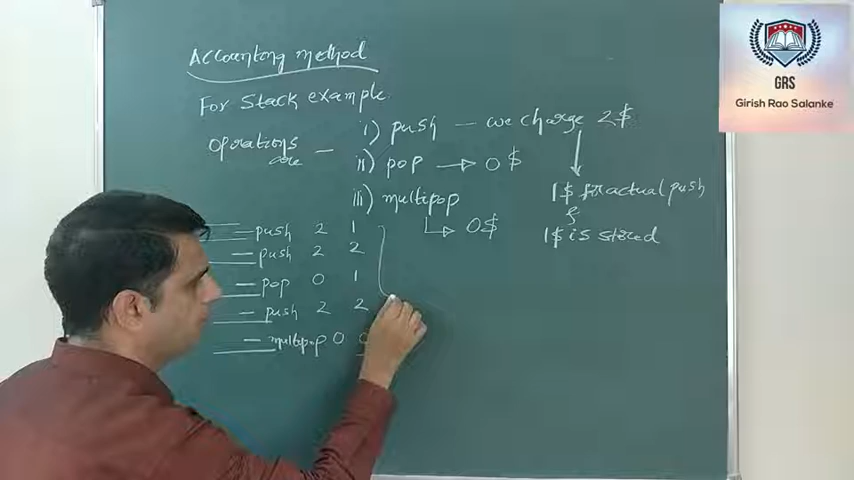 Accounting method
For Stack example
Operations are — i) push — we charge 2$
ii) pop → 0 $
iii) multipop
0$
1$ for actual push
&
1$ is stored
— push 2 1
— push 2 2
— pop 0 1
— push 2 2
— multipop 0 0
GRS
Girish Rao Salanke